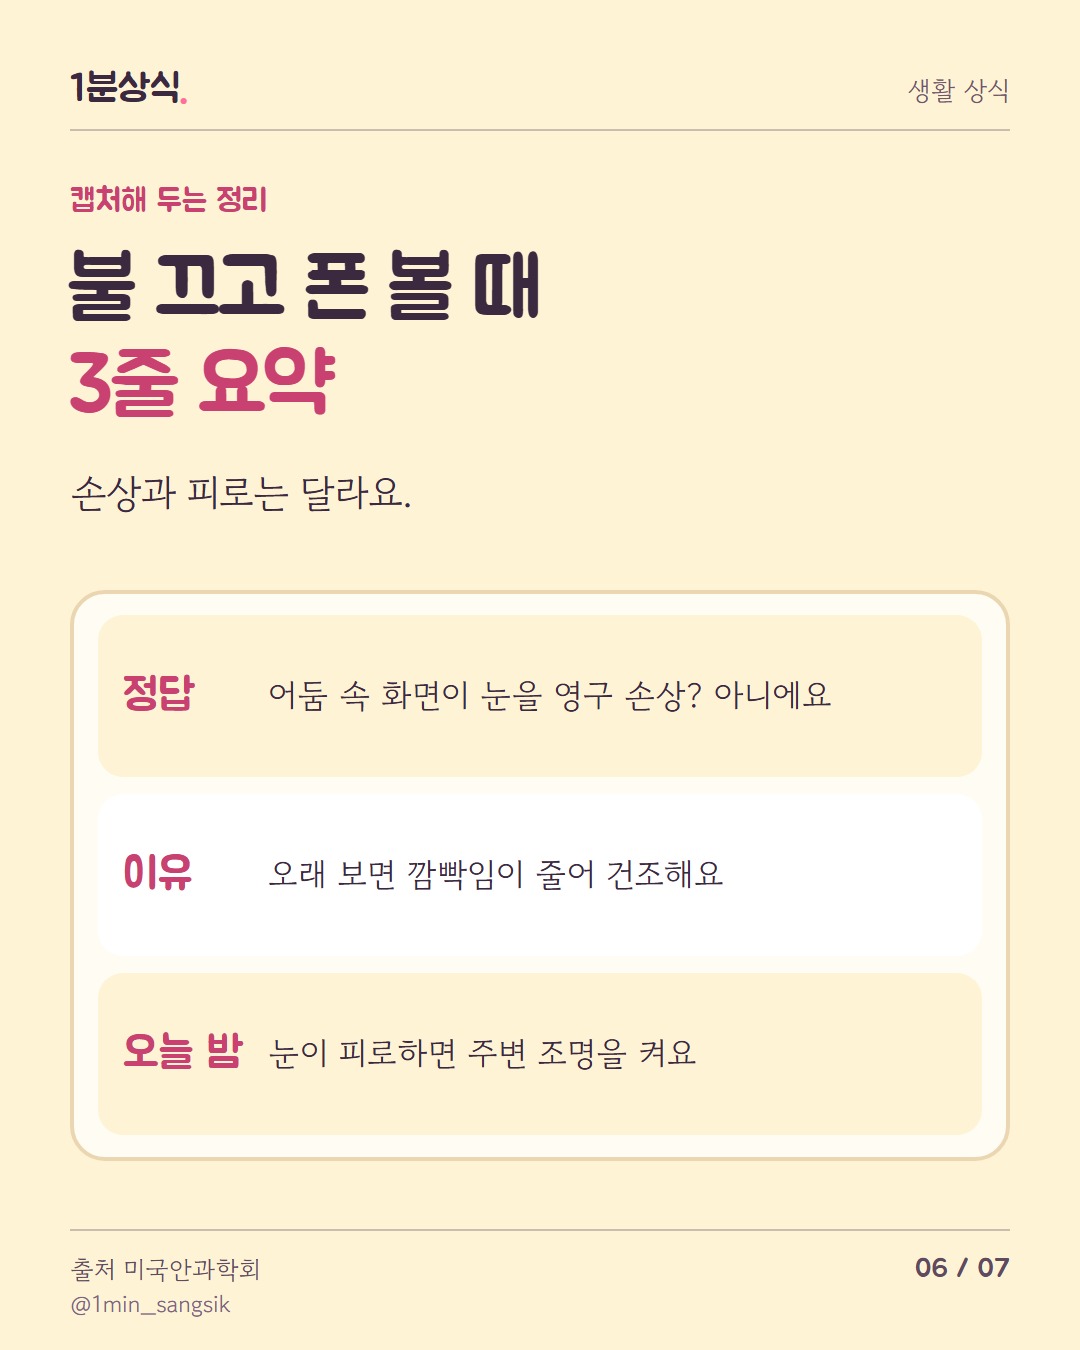 1분상식.
생활 상식
캡처해 두는 정리
불 끄고 폰 볼 때
3줄 요약
손상과 피로는 달라요.
정답 어둠 속 화면이 눈을 영구 손상? 아니에요
이유 오래 보면 깜빡임이 줄어 건조해요
오늘 밤 눈이 피로하면 주변 조명을 켜요
출처 미국안과학회
06 / 07
@1min_sangsik